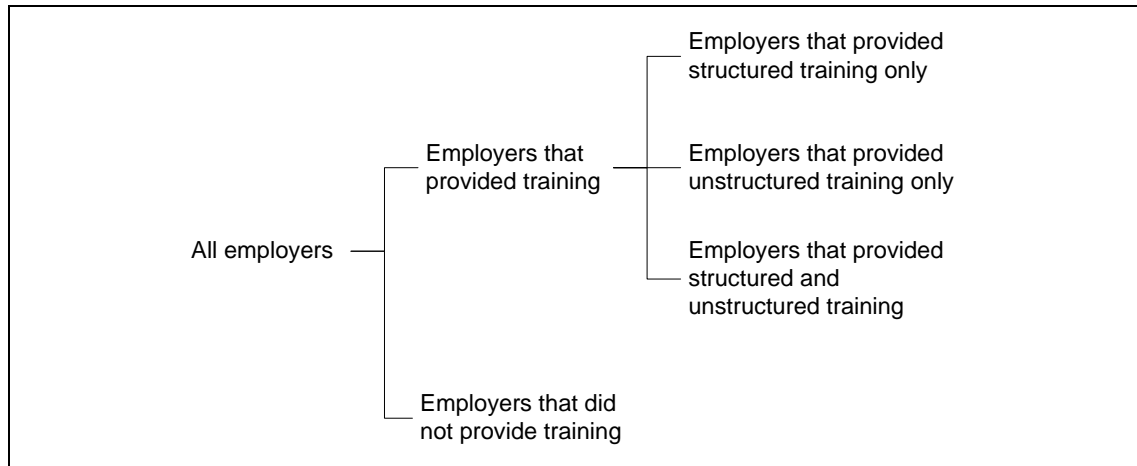 Employers that provided
structured training only
Employers that
provided training
Employers that provided
unstructured training only
All employers
Employers that provided
structured and
unstructured training
Employers that did
not provide training